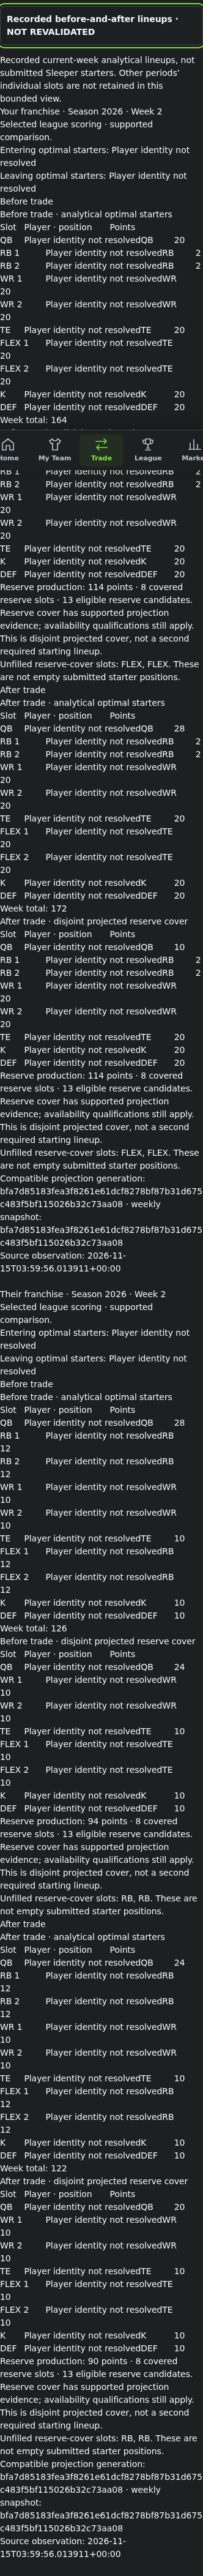 Recorded before-and-after lineups ·
NOT REVALIDATED
Recorded current-week analytical lineups, not
submitted Sleeper starters. Other periods'
individual slots are not retained in this
bounded view.
Your franchise · Season 2026 · Week 2
Selected league scoring · supported
comparison.
Entering optimal starters: Player identity not
resolved
Leaving optimal starters: Player identity not
resolved
Before trade
Before trade · analytical optimal starters
Slot Player · position Points
QB Player identity not resolvedQB 20
RB 1 Player identity not resolvedRB 2
RB 2 Player identity not resolvedRB 2
WR 1 Player identity not resolvedWR
20
WR 2 Player identity not resolvedWR
20
TE Player identity not resolvedTE 20
FLEX 1 Player identity not resolvedTE
20
FLEX 2 Player identity not resolvedTE
20
K Player identity not resolvedK 20
DEF Player identity not resolvedDEF 20
Week total: 164
Home My Team Trade League Marke
RB 1 Player identity not resolvedRB 2
RB 2 Player identity not resolvedRB 2
WR 1 Player identity not resolvedWR
20
WR 2 Player identity not resolvedWR
20
TE Player identity not resolvedTE 20
K Player identity not resolvedK 20
DEF Player identity not resolvedDEF 20
Reserve production: 114 points · 8 covered
reserve slots · 13 eligible reserve candidates.
Reserve cover has supported projection
evidence; availability qualifications still apply.
This is disjoint projected cover, not a second
required starting lineup.
Unfilled reserve-cover slots: FLEX, FLEX. These
are not empty submitted starter positions.
After trade
After trade · analytical optimal starters
Slot Player · position Points
QB Player identity not resolvedQB 28
RB 1 Player identity not resolvedRB 2
RB 2 Player identity not resolvedRB 2
WR 1 Player identity not resolvedWR
20
WR 2 Player identity not resolvedWR
20
TE Player identity not resolvedTE 20
FLEX 1 Player identity not resolvedTE
20
FLEX 2 Player identity not resolvedTE
20
K Player identity not resolvedK 20
DEF Player identity not resolvedDEF 20
Week total: 172
After trade · disjoint projected reserve cover
Slot Player · position Points
QB Player identity not resolvedQB 10
RB 1 Player identity not resolvedRB 2
RB 2 Player identity not resolvedRB 2
WR 1 Player identity not resolvedWR
20
WR 2 Player identity not resolvedWR
20
TE Player identity not resolvedTE 20
K Player identity not resolvedK 20
DEF Player identity not resolvedDEF 20
Reserve production: 114 points · 8 covered
reserve slots · 13 eligible reserve candidates.
Reserve cover has supported projection
evidence; availability qualifications still apply.
This is disjoint projected cover, not a second
required starting lineup.
Unfilled reserve-cover slots: FLEX, FLEX. These
are not empty submitted starter positions.
Compatible projection generation:
bfa7d85183fea3f8261e61dcf8278bf87b31d675
c483f5bf115026b32c73aa08 · weekly
snapshot:
bfa7d85183fea3f8261e61dcf8278bf87b31d675
c483f5bf115026b32c73aa08
Source observation: 2026-11-
15T03:59:56.013911+00:00
Their franchise · Season 2026 · Week 2
Selected league scoring · supported
comparison.
Entering optimal starters: Player identity not
resolved
Leaving optimal starters: Player identity not
resolved
Before trade
Before trade · analytical optimal starters
Slot Player · position Points
QB Player identity not resolvedQB 28
RB 1 Player identity not resolvedRB
12
RB 2 Player identity not resolvedRB
12
WR 1 Player identity not resolvedWR
10
WR 2 Player identity not resolvedWR
10
TE Player identity not resolvedTE 10
FLEX 1 Player identity not resolvedRB
12
FLEX 2 Player identity not resolvedRB
12
K Player identity not resolvedK 10
DEF Player identity not resolvedDEF 10
Week total: 126
Before trade · disjoint projected reserve cover
Slot Player · position Points
QB Player identity not resolvedQB 24
WR 1 Player identity not resolvedWR
10
WR 2 Player identity not resolvedWR
10
TE Player identity not resolvedTE 10
FLEX 1 Player identity not resolvedTE
10
FLEX 2 Player identity not resolvedTE
10
K Player identity not resolvedK 10
DEF Player identity not resolvedDEF 10
Reserve production: 94 points · 8 covered
reserve slots · 13 eligible reserve candidates.
Reserve cover has supported projection
evidence; availability qualifications still apply.
This is disjoint projected cover, not a second
required starting lineup.
Unfilled reserve-cover slots: RB, RB. These are
not empty submitted starter positions.
After trade
After trade · analytical optimal starters
Slot Player · position Points
QB Player identity not resolvedQB 24
RB 1 Player identity not resolvedRB
12
RB 2 Player identity not resolvedRB
12
WR 1 Player identity not resolvedWR
10
WR 2 Player identity not resolvedWR
10
TE Player identity not resolvedTE 10
FLEX 1 Player identity not resolvedRB
12
FLEX 2 Player identity not resolvedRB
12
K Player identity not resolvedK 10
DEF Player identity not resolvedDEF 10
Week total: 122
After trade · disjoint projected reserve cover
Slot Player · position Points
QB Player identity not resolvedQB 20
WR 1 Player identity not resolvedWR
10
WR 2 Player identity not resolvedWR
10
TE Player identity not resolvedTE 10
FLEX 1 Player identity not resolvedTE
10
FLEX 2 Player identity not resolvedTE
10
K Player identity not resolvedK 10
DEF Player identity not resolvedDEF 10
Reserve production: 90 points · 8 covered
reserve slots · 13 eligible reserve candidates.
Reserve cover has supported projection
evidence; availability qualifications still apply.
This is disjoint projected cover, not a second
required starting lineup.
Unfilled reserve-cover slots: RB, RB. These are
not empty submitted starter positions.
Compatible projection generation:
bfa7d85183fea3f8261e61dcf8278bf87b31d675
c483f5bf115026b32c73aa08 · weekly
snapshot:
bfa7d85183fea3f8261e61dcf8278bf87b31d675
c483f5bf115026b32c73aa08
Source observation: 2026-11-
15T03:59:56.013911+00:00